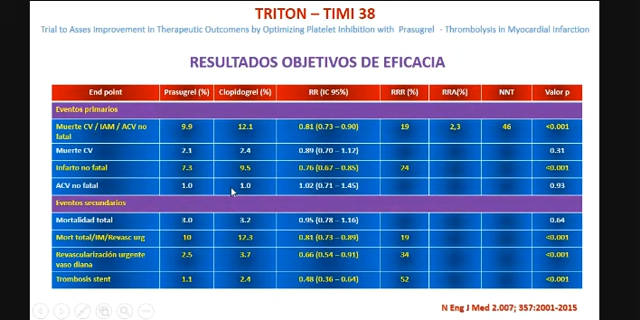 TRITON – TIMI 38
Trial to Asses Improvement in Therapeutic Outcomens by Optimizing Platelet Inhibition with Prasugrel - Thrombolysis in Myocardial Infarction
RESULTADOS OBJETIVOS DE EFICACIA
End point Prasugrel (%) Clopidogrel (%) RR (IC 95%) RRR (%) RRA(%) NNT Valor p
Eventos primarios
Muerte CV / IAM / ACV no fatal 9.9 12.1 0.81 (0.73 – 0.90) 19 2,3 46 <0.001
Muerte CV 2.1 2.4 0.89 (0.70 – 1.12) 0.31
Infarto no fatal 7.3 9.5 0.76 (0.67 – 0.85) 24 <0.001
ACV no fatal 1.0 1.0 1.02 (0.71 – 1.45) 0.93
Eventos secundarios
Mortalidad total 3.0 3.2 0.95 (0.78 – 1.16) 0.64
Mort total/IM/Revasc urg 10 12.3 0.81 (0.73 – 0.89) 19 <0.001
Revascularización urgente vaso diana 2.5 3.7 0.66 (0.54 – 0.91) 34 <0.001
Trombosis stent 1.1 2.4 0.48 (0.36 – 0.64) 52 <0.001
N Eng J Med 2.007; 357:2001-2015